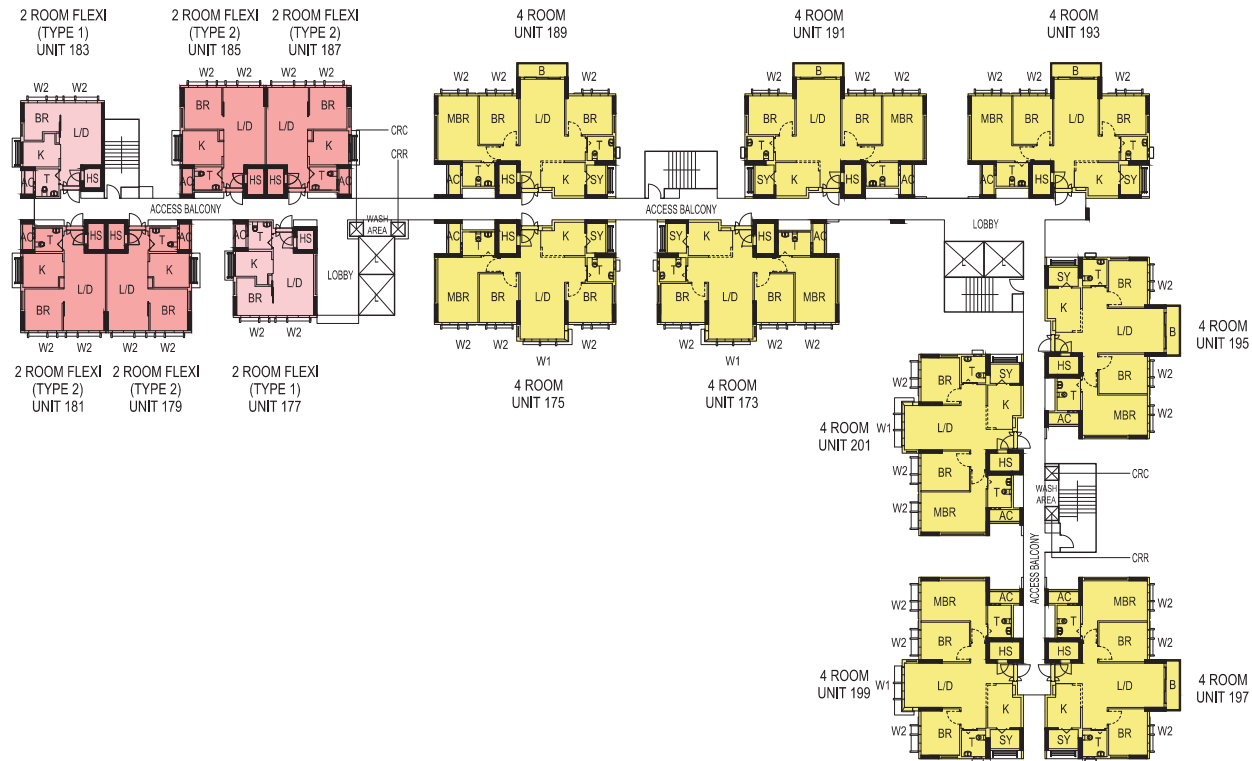 2 ROOM FLEXI
(TYPE 1)
UNIT 183
2 ROOM FLEXI
(TYPE 2)
UNIT 185
2 ROOM FLEXI
(TYPE 2)
UNIT 187
4 ROOM
UNIT 189
4 ROOM
UNIT 191
4 ROOM
UNIT 193
W2
BR
L/D
K
T
AC
HS
W2
W2
BR
L/D
K
T
AC
HS
L/D
BR
K
T
AC
HS
CRC
CRR
W2
W2
B
W2
MBR
BR
L/D
BR
AC
T
HS
K
T
SY
W2
B
W2
W2
BR
L/D
BR
MBR
T
SY
K
HS
T
AC
W2
W2
B
W2
MBR
BR
L/D
BR
AC
T
HS
K
T
SY
ACCESS BALCONY
ACCESS BALCONY
LOBBY
WASH
AREA
LOBBY
L
L
L
L
AC
T
HS
K
L/D
BR
W2
HS
T
AC
K
L/D
BR
W2
AC
T
HS
K
BR
L/D
W2
W2
2 ROOM FLEXI
(TYPE 2)
UNIT 181
2 ROOM FLEXI
(TYPE 2)
UNIT 179
2 ROOM FLEXI
(TYPE 1)
UNIT 177
AC
T
HS
K
SY
T
MBR
BR
L/D
BR
W2
W2
W1
W2
4 ROOM
UNIT 175
SY
K
HS
T
AC
T
BR
L/D
BR
MBR
W2
W1
W2
W2
4 ROOM
UNIT 173
SY
T
BR
W2
K
L/D
B
HS
BR
W2
T
MBR
W2
AC
4 ROOM
UNIT 195
W2
BR
T
SY
K
W1
L/D
HS
W2
BR
T
W2
MBR
AC
4 ROOM
UNIT 201
WASH
AREA
CRC
CRR
ACCESS BALCONY
W2
MBR
AC
T
W2
BR
HS
W1
L/D
K
W2
BR
T
SY
4 ROOM
UNIT 199
AC
MBR
W2
T
HS
BR
W2
L/D
B
K
SY
T
BR
W2
4 ROOM
UNIT 197